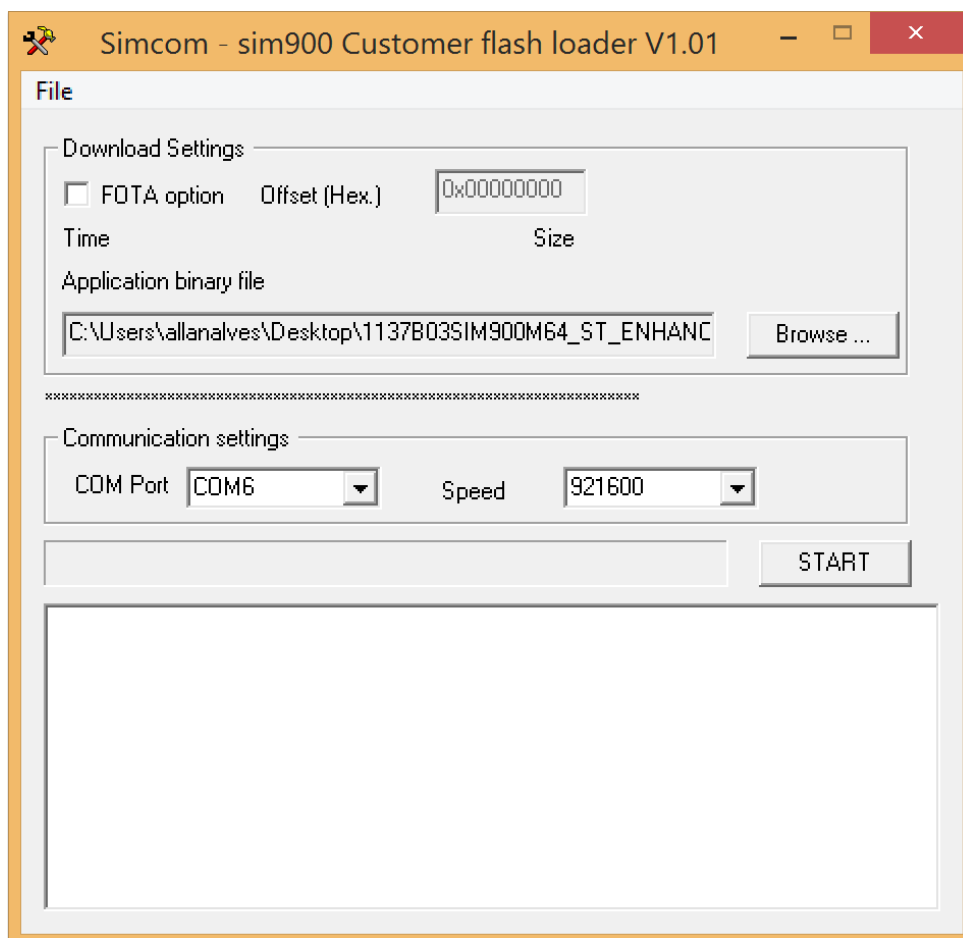 Simcom - sim900 Customer flash loader V1.01
File
Download Settings
FOTA option Offset (Hex.) 0x00000000
Time Size
Application binary file
C:\Users\allanalves\Desktop\1137B03SIM900M64_ST_ENHANC Browse ...
Communication settings
COM Port COM6 Speed 921600
START